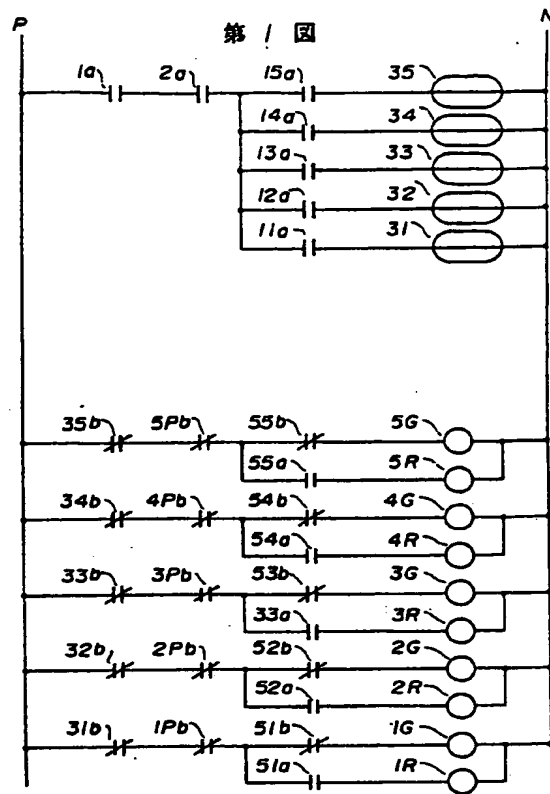 P N
第1図
1a 2a 15a 35
14a 34
13a 33
12a 32
11a 31
35b 5Pb 55b 5G
55a 5R
34b 4Pb 54b 4G
54a 4R
33b 3Pb 53b 3G
33a 3R
32b 2Pb 52b 2G
52a 2R
31b 1Pb 51b 1G
51a 1R